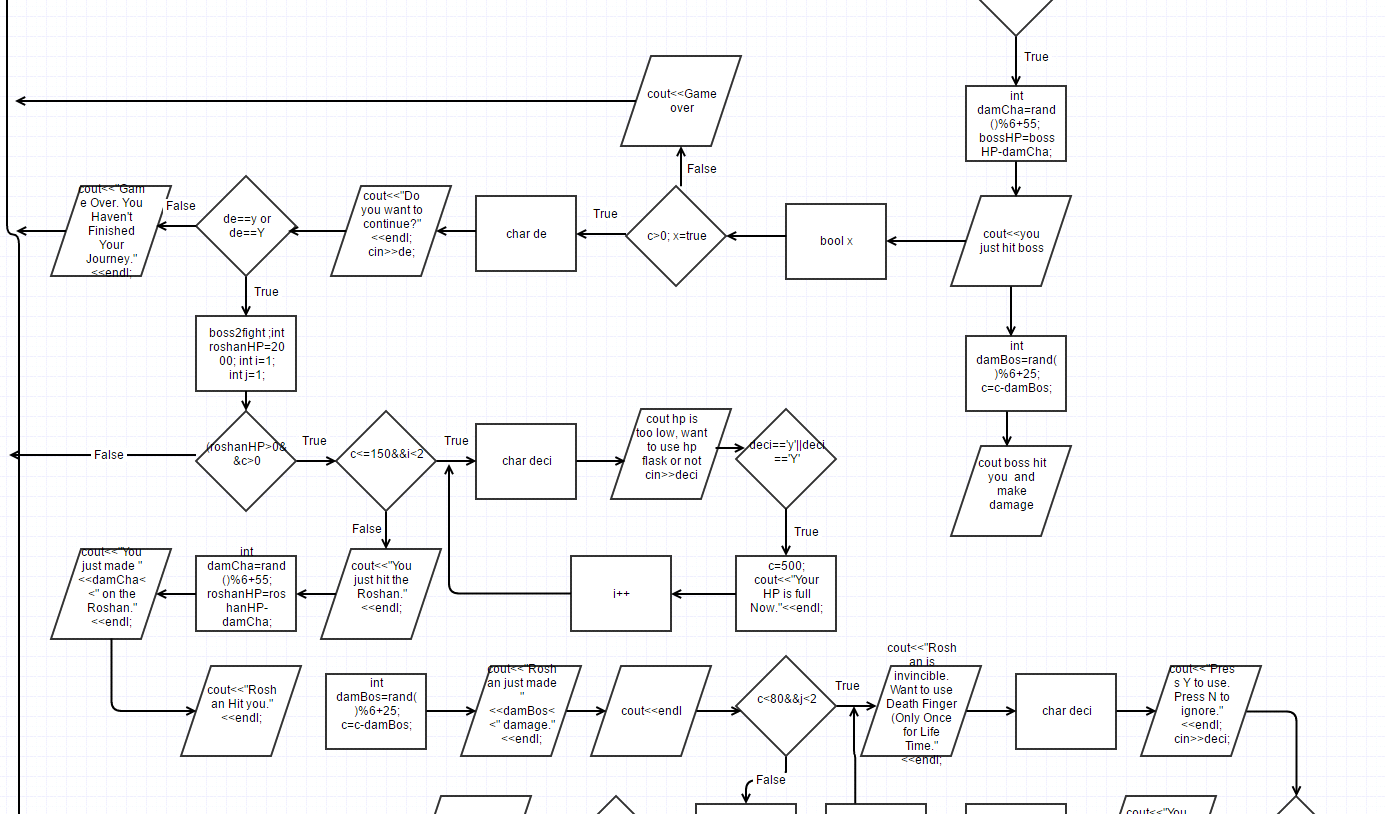 True
int
damCha=rand
()%6+55;
bossHP=boss
HP-damCha;
cout<<Game
over
False
cout<<"Gam
e Over. You
Haven't
Finished
Your
Journey."
<<endl;
False
de==y or
de==Y
cout<<"Do
you want to
continue?"
<<endl;
cin>>de;
char de
True
c>0; x=true
bool x
cout<<you
just hit boss
True
boss2fight ;int
roshanHP=20
00; int i=1;
int j=1;
int
damBos=rand(
)%6+25;
c=c-damBos;
False
(roshanHP>0&
&c>0
True
c<=150&&i<2
True
char deci
cout hp is
too low, want
to use hp
flask or not
cin>>deci
deci=='y'||deci
=='Y'
cout boss hit
you  and
make
damage
False
True
cout<<"You
just made "
<<damCha<
<" on the
Roshan."
<<endl;
int
damCha=rand
()%6+55;
roshanHP=ros
hanHP-
damCha;
cout<<"You
just hit the
Roshan."
<<endl;
i++
c=500;
cout<<"Your
HP is full
Now."<<endl;
cout<<"Rosh
an Hit you."
<<endl;
int
damBos=rand(
)%6+25;
c=c-damBos;
cout<<"Rosh
an just made
"
<<damBos<
<" damage."
<<endl;
cout<<endl
c<80&&j<2
True
cout<<"Rosh
an is
invincible.
Want to use
Death Finger
(Only Once
for Life
Time."
<<endl;
char deci
cout<<"Pres
s Y to use.
Press N to
ignore."
<<endl;
cin>>deci;
False
cout<<"You